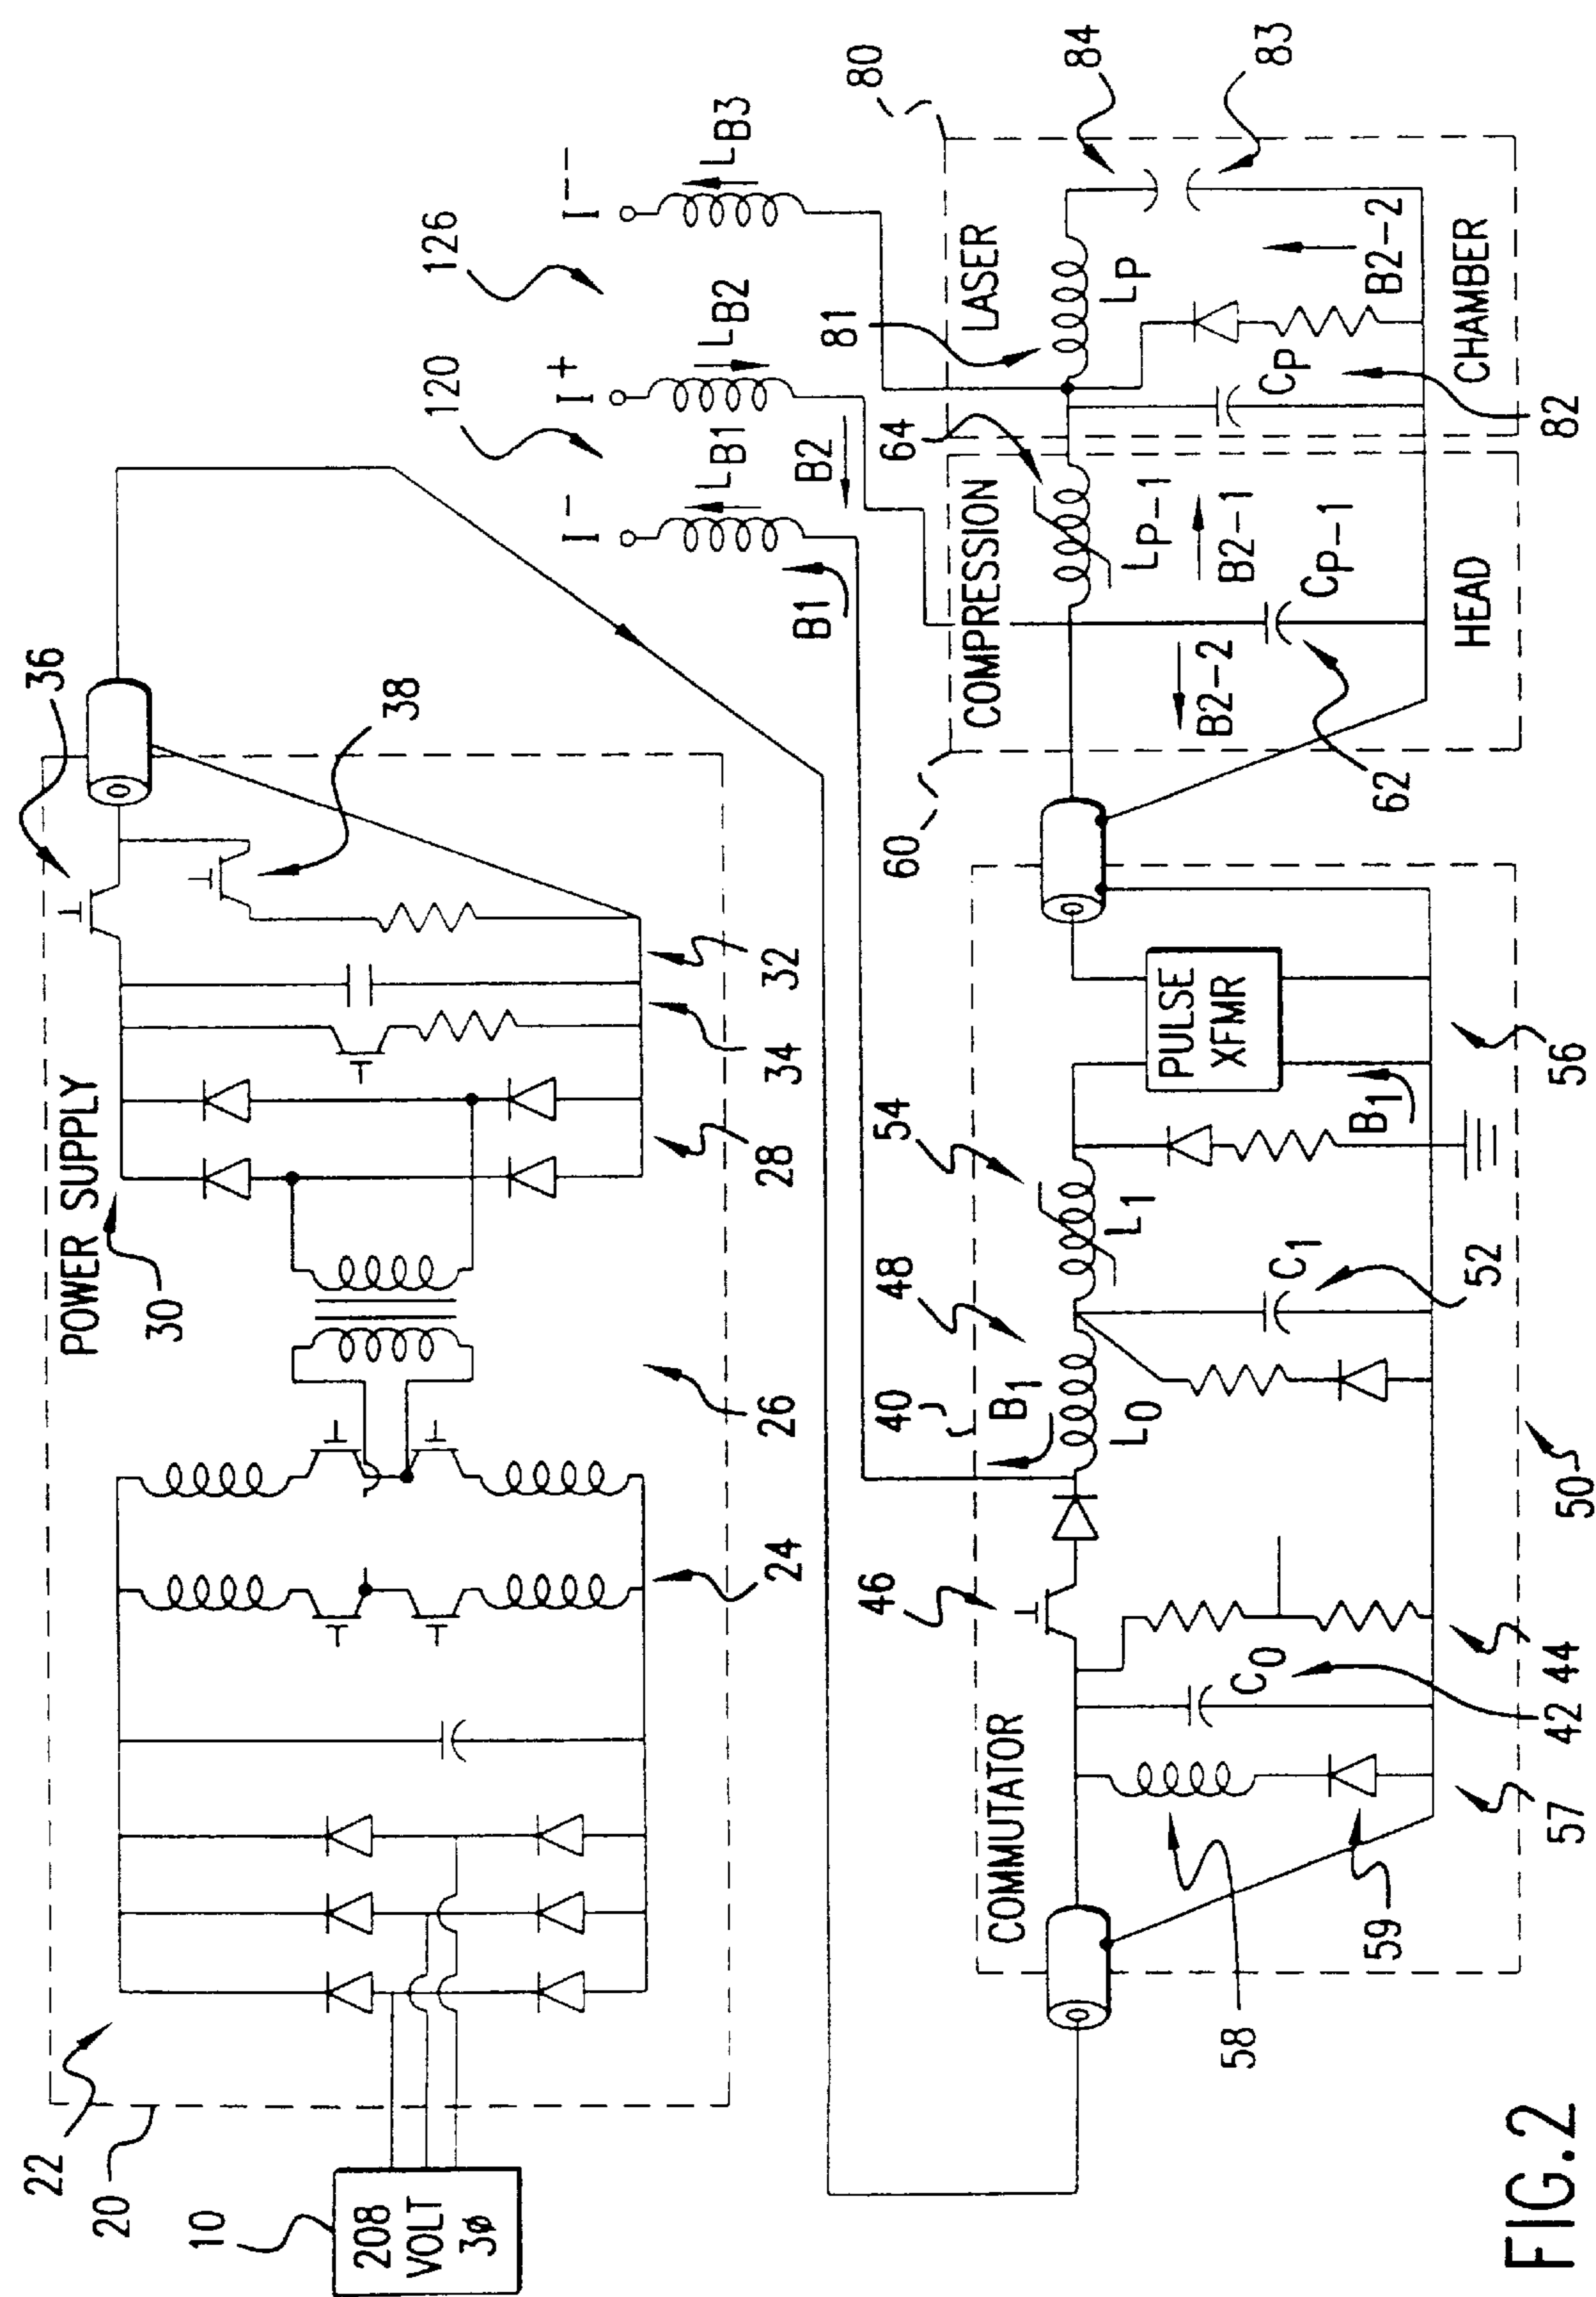 22
20
10
208
VOLT
3ø
POWER SUPPLY
30
24
26
28
34
32
36
38
120
126
I-
I+
I--
LB1
LB2
LB3
B1
B2
COMMUTATOR
40
46
48
54
B1
L0
L1
C0
C1
PULSE
XFMR
B1
58
59
57
42
44
50
52
56
60
COMPRESSION
HEAD
64
LP-1
B2-1
CP-1
B2-2
62
80
LASER
CHAMBER
81
LP
CP
B2-2
82
84
83
FIG.2